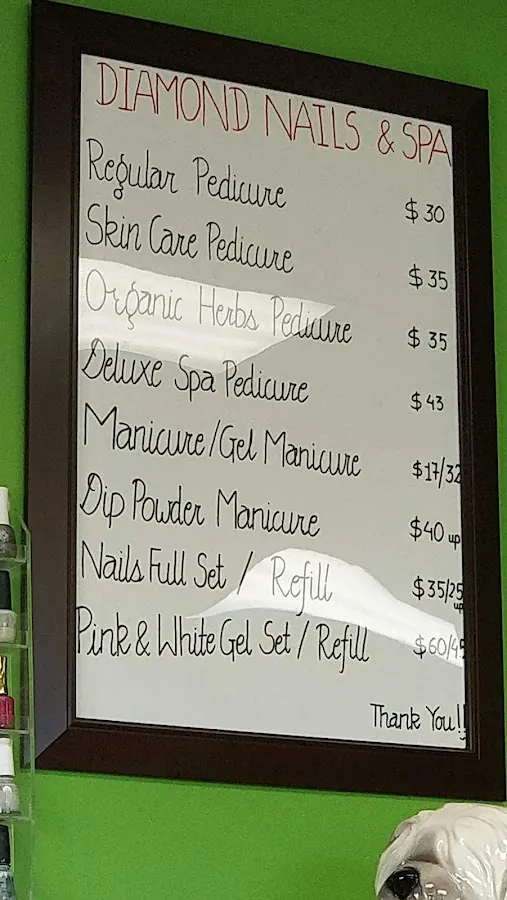 DIAMOND NAILS & SPA
Regular Pedicure $30
Skin Care Pedicure $35
Organic Herbs Pedicure $35
Deluxe Spa Pedicure $43
Manicure/Gel Manicure $17/32
Dip Powder Manicure $40 up
Nails Full Set / Refill $35/25 up
Pink & White Gel Set / Refill $60/45
Thank You!!